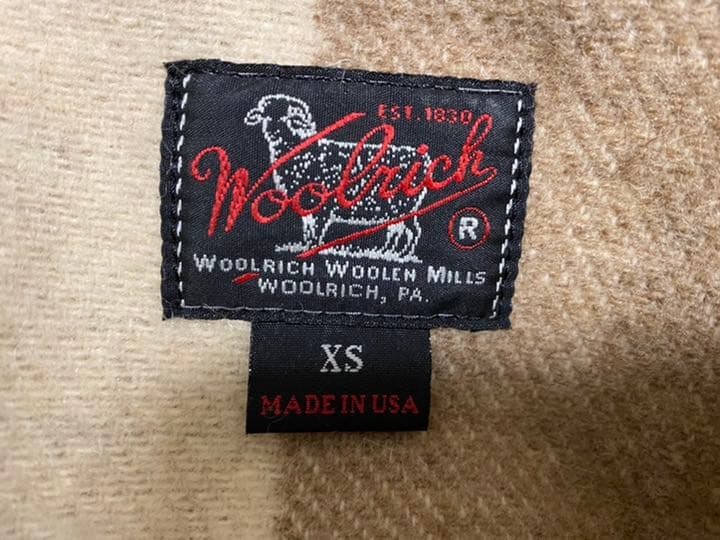 EST. 1830
Woolrich
®
WOOLRICH WOOLEN MILLS
WOOLRICH, PA.
XS
MADE IN USA